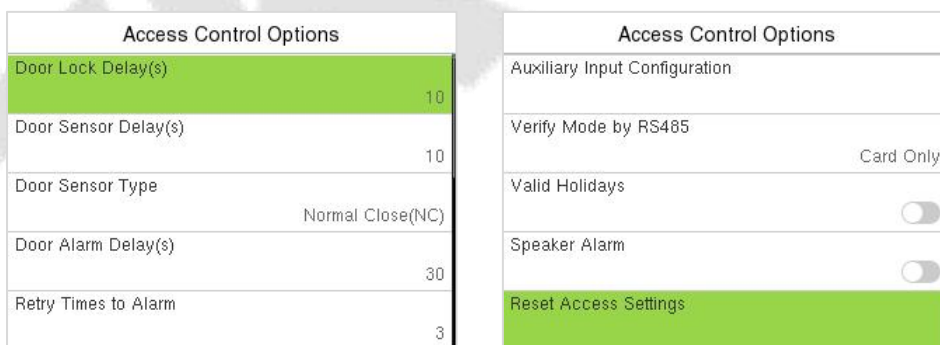 Access Control Options
Door Lock Delay(s)
10
Door Sensor Delay(s)
10
Door Sensor Type
Normal Close(NC)
Door Alarm Delay(s)
30
Retry Times to Alarm
3
Access Control Options
Auxiliary Input Configuration
Verify Mode by RS485
Card Only
Valid Holidays
Speaker Alarm
Reset Access Settings